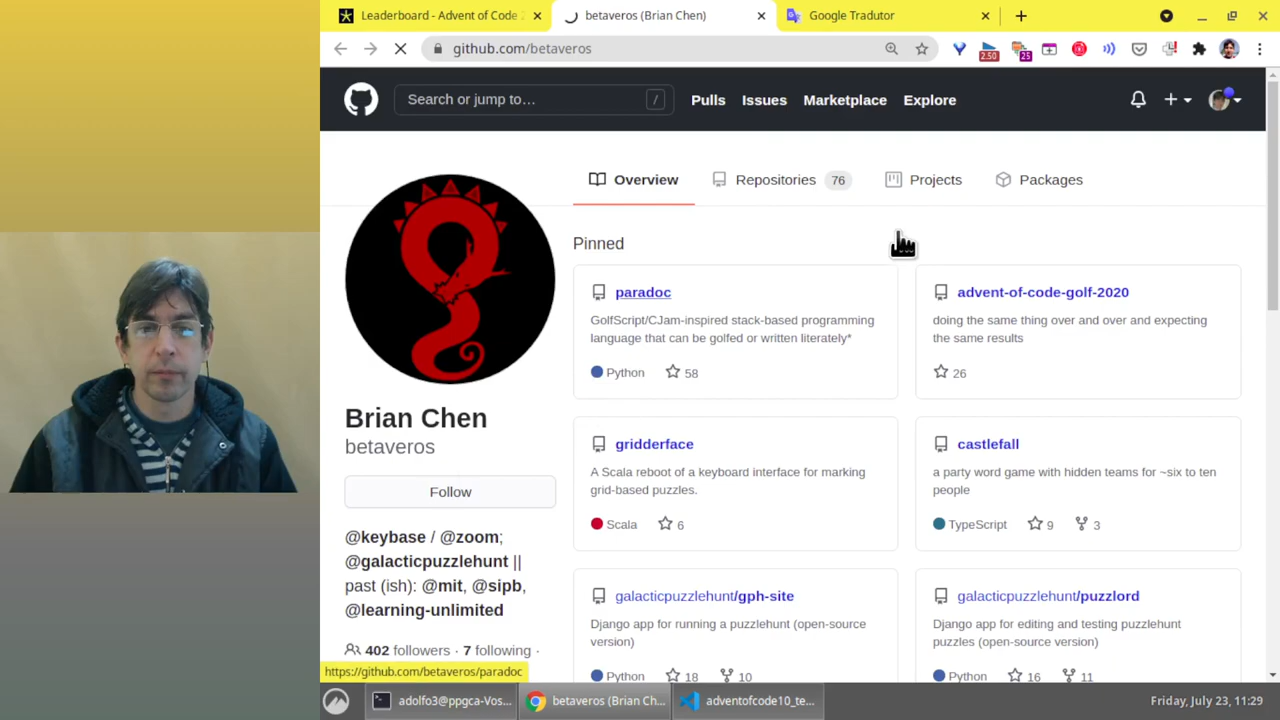 Leaderboard - Advent of Code 2
betaveros (Brian Chen)
Google Tradutor
github.com/betaveros
2.50
25
Search or jump to…
/
Pulls
Issues
Marketplace
Explore
Overview
Repositories 76
Projects
Packages
Pinned
paradoc
GolfScript/CJam-inspired stack-based programming
language that can be golfed or written literately*
Python 58
advent-of-code-golf-2020
doing the same thing over and over and expecting
the same results
26
Brian Chen
betaveros
Follow
@keybase / @zoom;
@galacticpuzzlehunt ||
past (ish): @mit, @sipb,
@learning-unlimited
402 followers · 7 following ·
gridderface
A Scala reboot of a keyboard interface for marking
grid-based puzzles.
Scala 6
castlefall
a party word game with hidden teams for ~six to ten
people
TypeScript 9 3
galacticpuzzlehunt/gph-site
Django app for running a puzzlehunt (open-source
version)
Python 18 10
galacticpuzzlehunt/puzzlord
Django app for editing and testing puzzlehunt
puzzles (open-source version)
Python 16 11
https://github.com/betaveros/paradoc
adolfo3@ppgca-Vos...
betaveros (Brian Ch...
adventofcode10_te...
Friday, July 23, 11:29